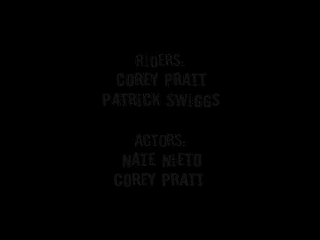 RIDERS:
COREY PRATT
PATRICK SWIGGS
ACTORS:
NATE NIETO
COREY PRATT